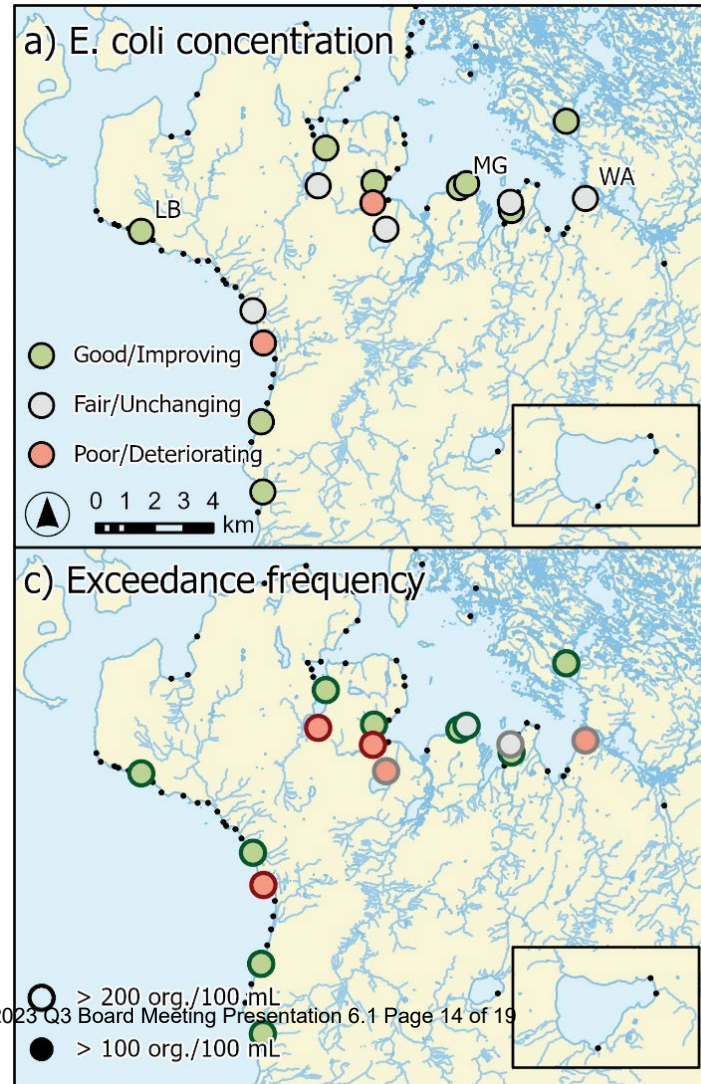 a) E. coli concentration
MG
WA
LB
Good/Improving
Fair/Unchanging
Poor/Deteriorating
0 1 2 3 4
km
c) Exceedance frequency
> 200 org./100 mL
2023 Q3 Board Meeting Presentation 6.1 Page 14 of 19
> 100 org./100 mL